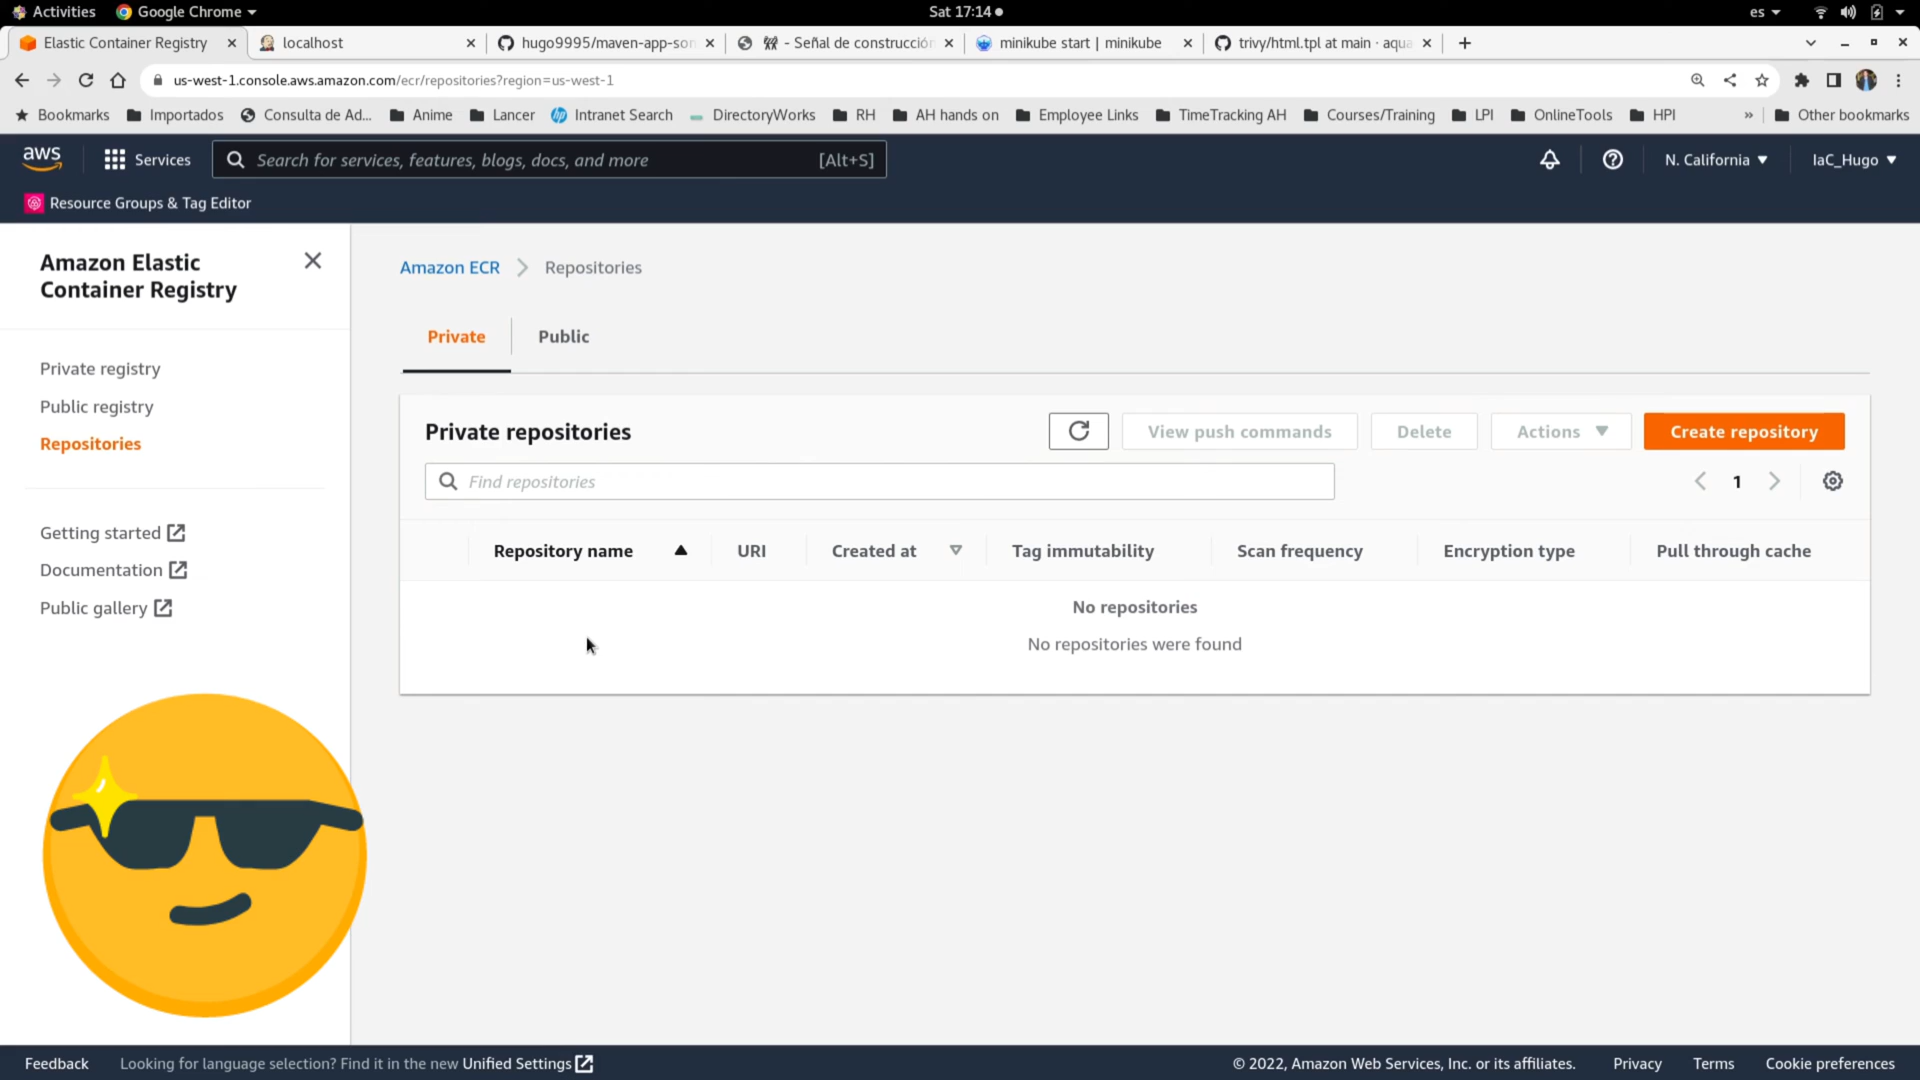 Activities Google Chrome Sat 17:14 es
Elastic Container Registry localhost hugo9995/maven-app-son - Señal de construcción minikube start | minikube trivy/html.tpl at main · aqua
us-west-1.console.aws.amazon.com/ecr/repositories?region=us-west-1
Bookmarks Importados Consulta de Ad... Anime Lancer Intranet Search DirectoryWorks RH AH hands on Employee Links TimeTracking AH Courses/Training LPI OnlineTools HPI » Other bookmarks
aws Services Search for services, features, blogs, docs, and more [Alt+S] N. California IaC_Hugo
Resource Groups & Tag Editor
Amazon Elastic
Container Registry
Private registry
Public registry
Repositories
Getting started
Documentation
Public gallery
Amazon ECR Repositories
Private Public
Private repositories View push commands Delete Actions Create repository
Find repositories 1
Repository name URI Created at Tag immutability Scan frequency Encryption type Pull through cache
No repositories
No repositories were found
Feedback Looking for language selection? Find it in the new Unified Settings © 2022, Amazon Web Services, Inc. or its affiliates. Privacy Terms Cookie preferences